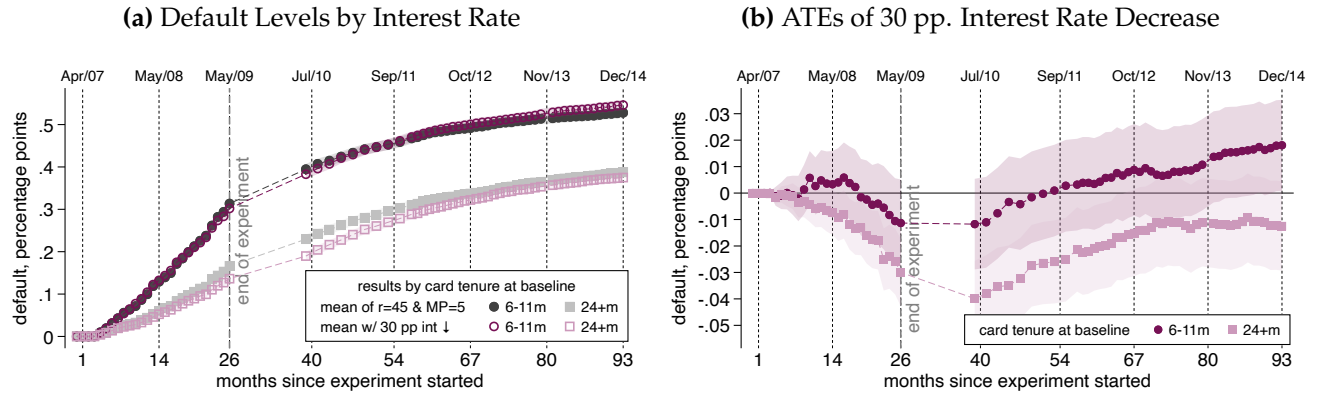 (a) Default Levels by Interest Rate
Apr/07 May/08 May/09 Jul/10 Sep/11 Oct/12 Nov/13 Dec/14
default, percentage points
.5
.4
.3
.2
.1
0
end of experiment
results by card tenure at baseline
mean of r=45 & MP=5 6-11m 24+m
mean w/ 30 pp int ↓ 6-11m 24+m
1 14 26 40 54 67 80 93
months since experiment started
(b) ATEs of 30 pp. Interest Rate Decrease
Apr/07 May/08 May/09 Jul/10 Sep/11 Oct/12 Nov/13 Dec/14
default, percentage points
.03
.02
.01
0
-.01
-.02
-.03
-.04
-.05
end of experiment
card tenure at baseline 6-11m 24+m
1 14 26 40 54 67 80 93
months since experiment started